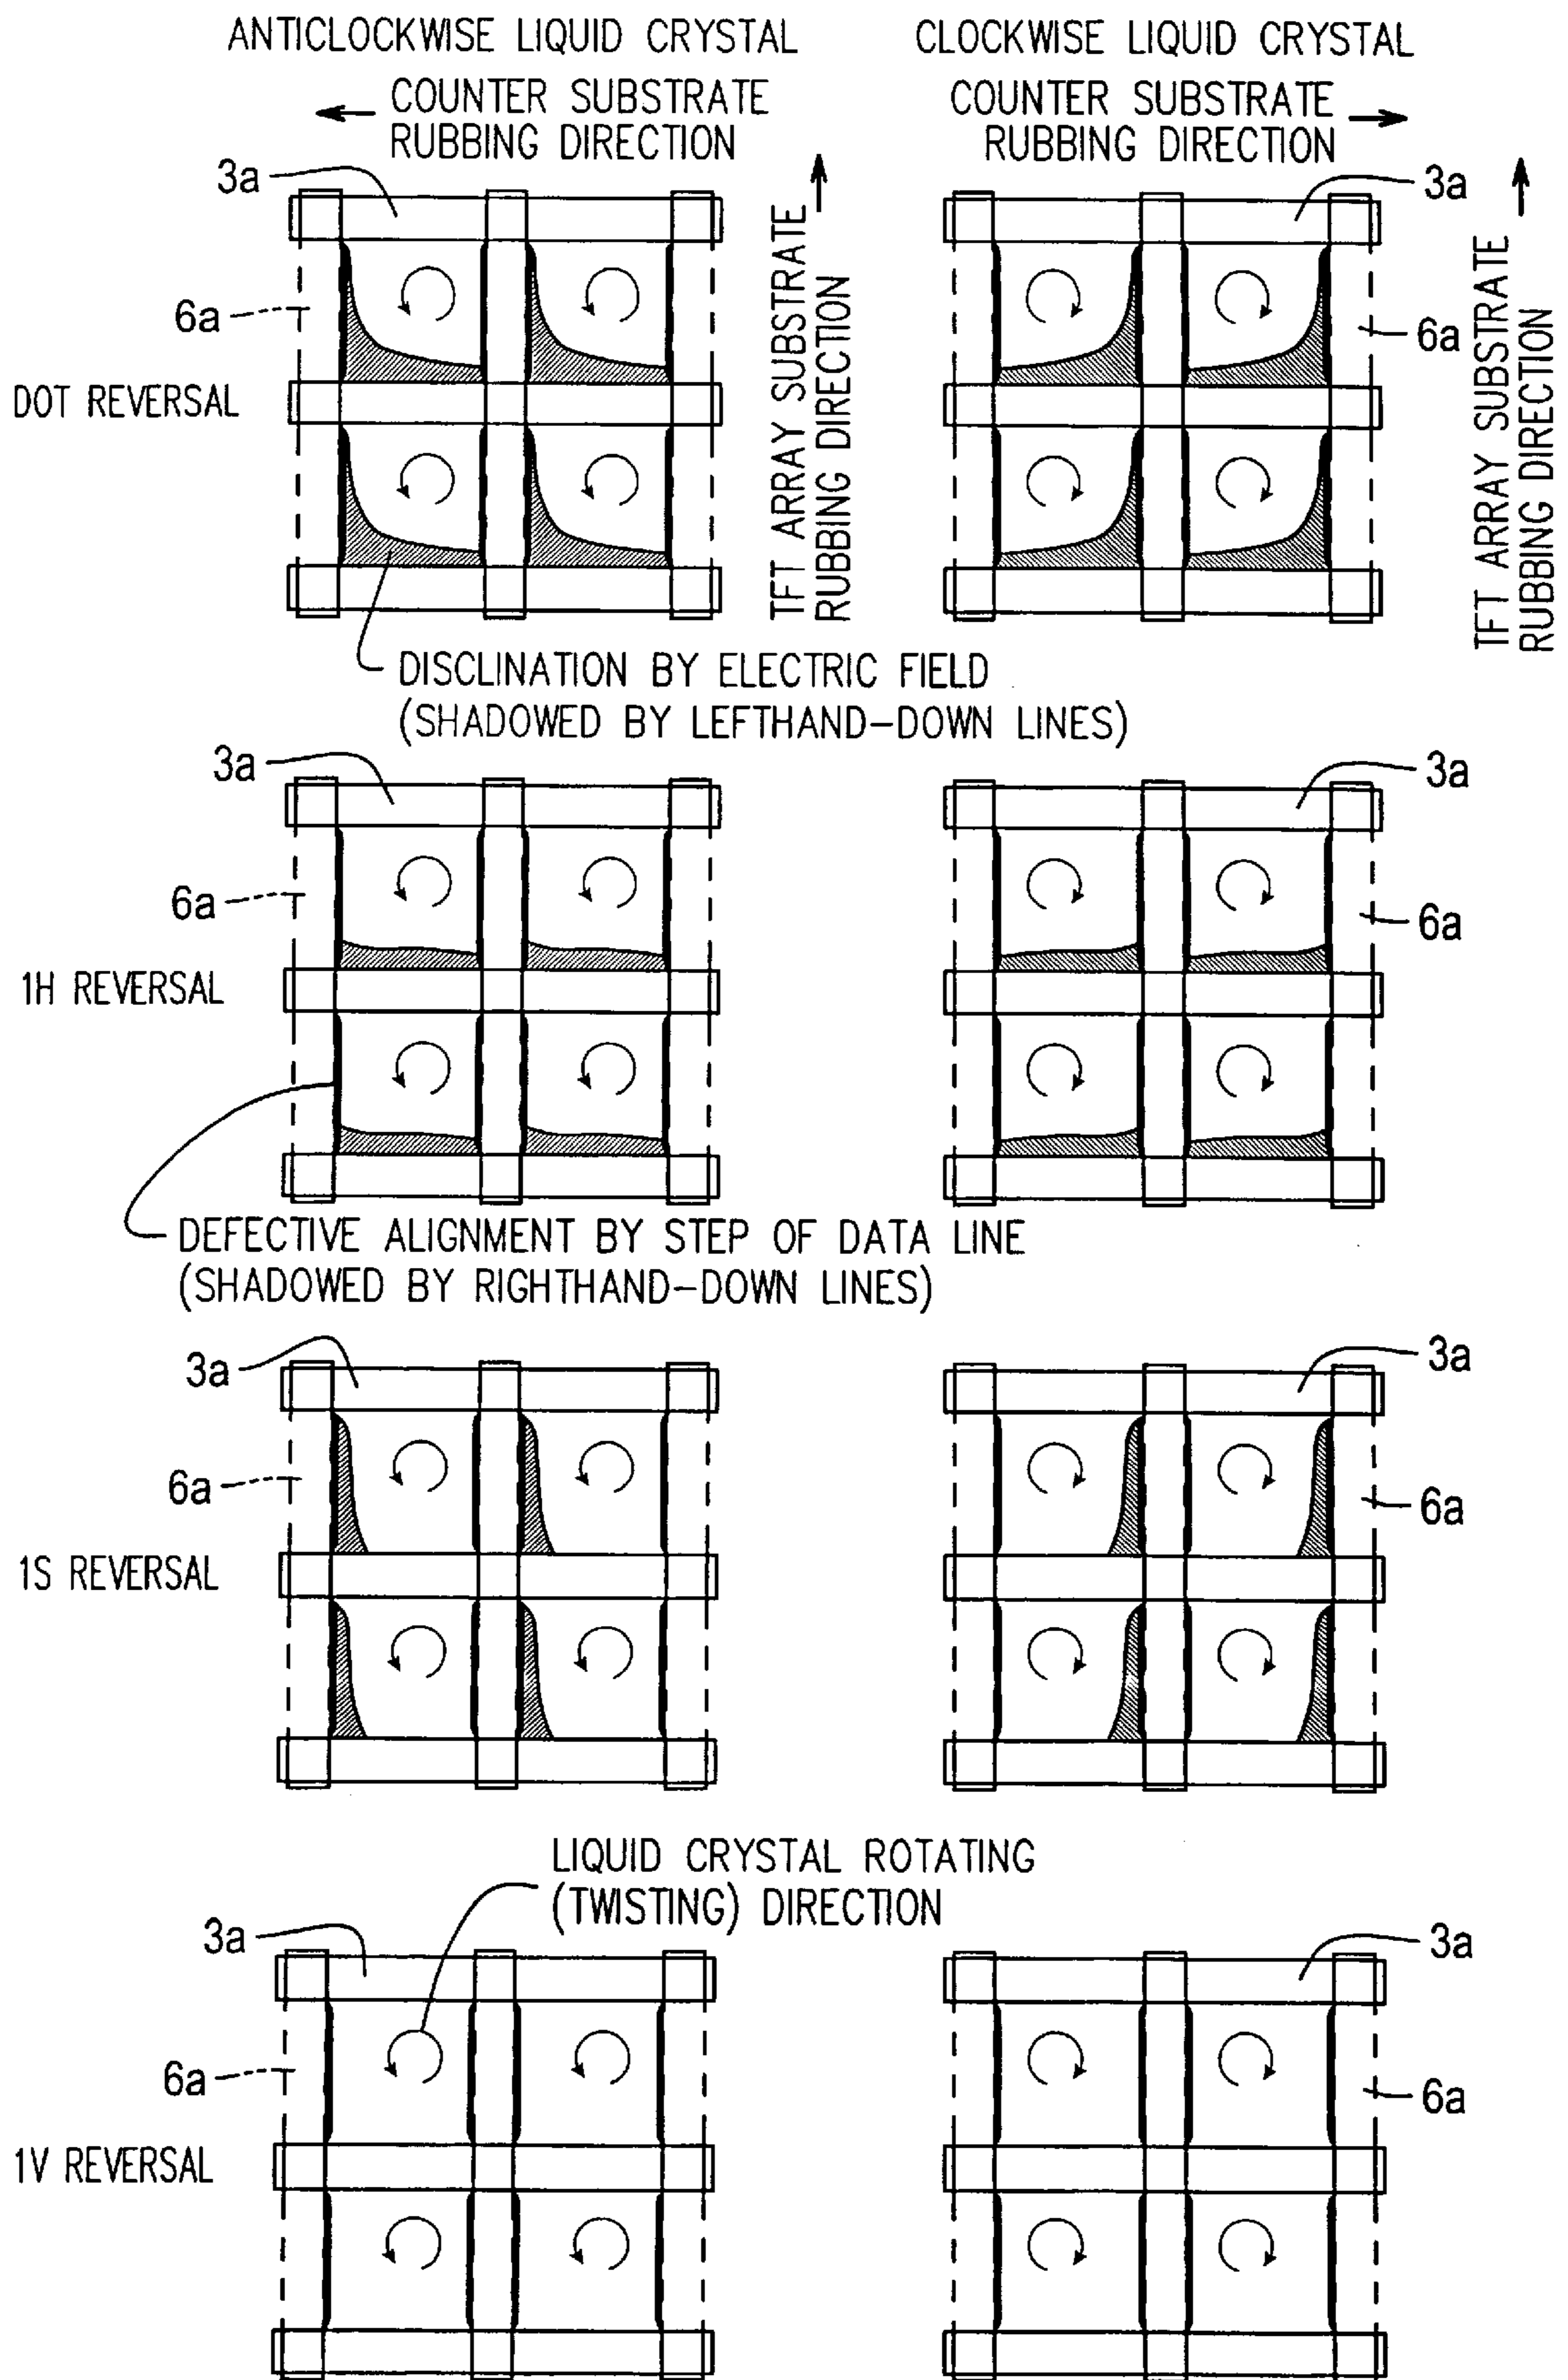 ANTICLOCKWISE LIQUID CRYSTAL
CLOCKWISE LIQUID CRYSTAL
COUNTER SUBSTRATE
RUBBING DIRECTION
COUNTER SUBSTRATE
RUBBING DIRECTION
3a
3a
6a
6a
TFT ARRAY SUBSTRATE
RUBBING DIRECTION
TFT ARRAY SUBSTRATE
RUBBING DIRECTION
DOT REVERSAL
DISCLINATION BY ELECTRIC FIELD
(SHADOWED BY LEFTHAND-DOWN LINES)
3a
3a
6a
6a
1H REVERSAL
DEFECTIVE ALIGNMENT BY STEP OF DATA LINE
(SHADOWED BY RIGHTHAND-DOWN LINES)
3a
3a
6a
6a
1S REVERSAL
LIQUID CRYSTAL ROTATING
(TWISTING) DIRECTION
3a
3a
6a
6a
1V REVERSAL